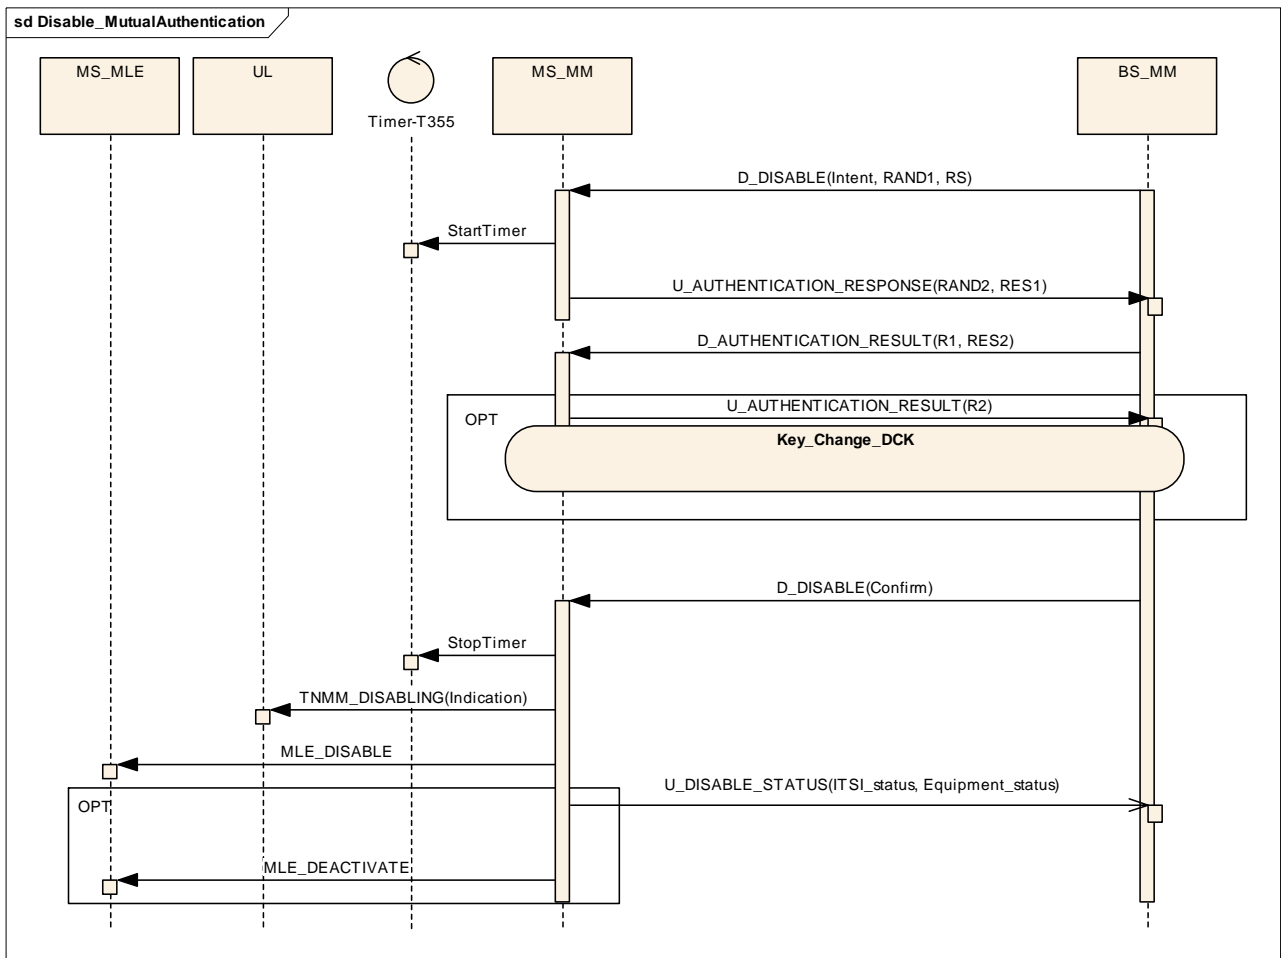 sd Disable_MutualAuthentication
MS_MLE
UL
Timer-T355
MS_MM
BS_MM
D_DISABLE(Intent, RAND1, RS)
StartTimer
U_AUTHENTICATION_RESPONSE(RAND2, RES1)
D_AUTHENTICATION_RESULT(R1, RES2)
OPT
U_AUTHENTICATION_RESULT(R2)
Key_Change_DCK
D_DISABLE(Confirm)
StopTimer
TNMM_DISABLING(Indication)
MLE_DISABLE
U_DISABLE_STATUS(ITSI_status, Equipment_status)
OPT
MLE_DEACTIVATE